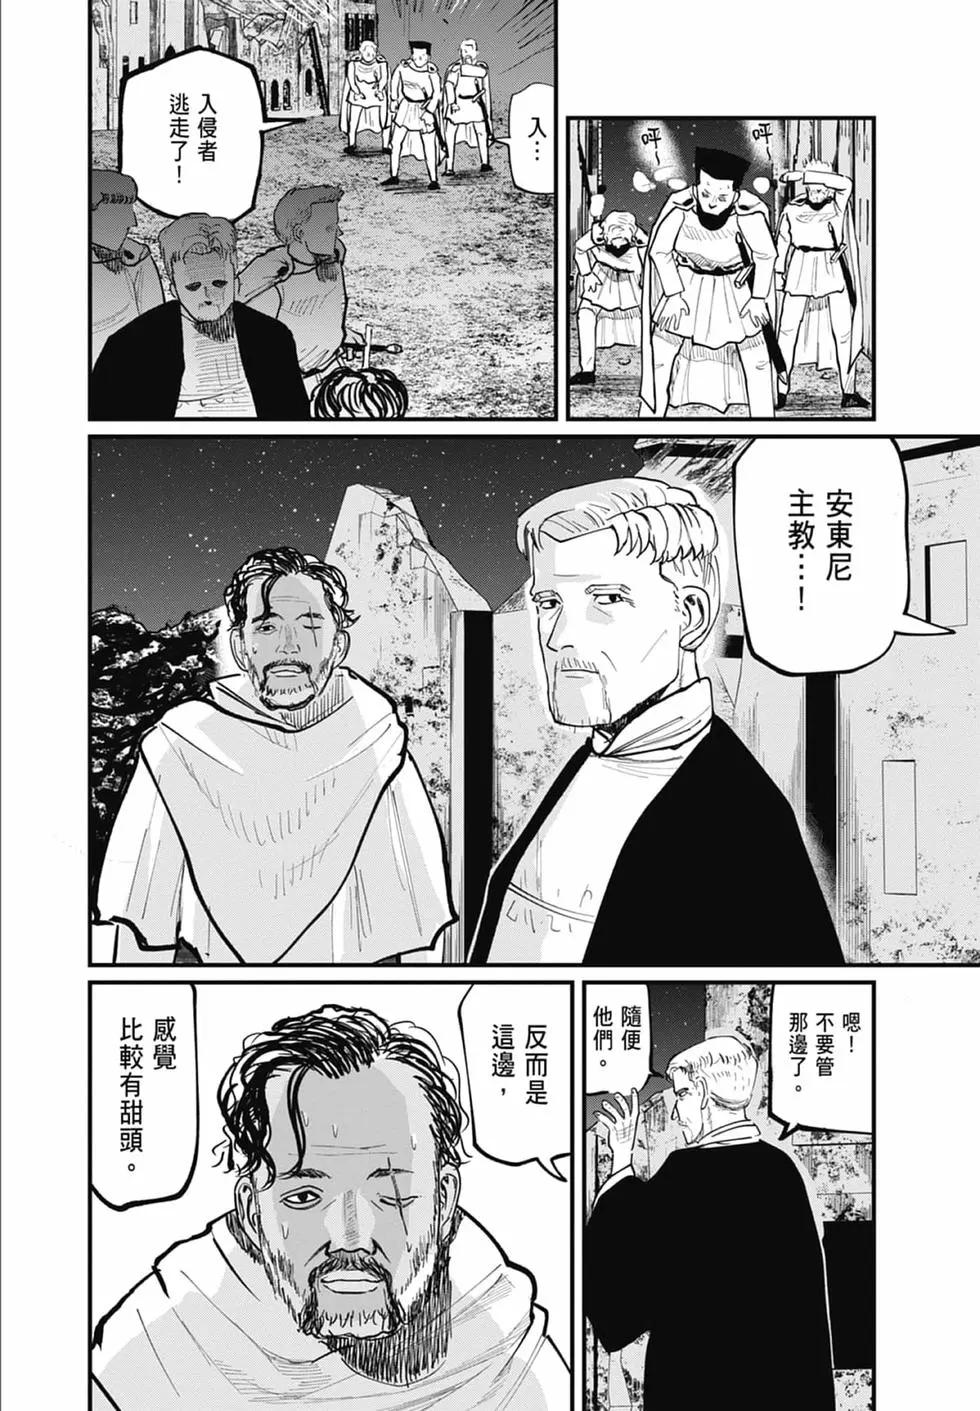 呼～
呼～
入…
入侵者
逃走了！
安東尼
主教…！
嗯！
不要管
那邊了。
隨便
他們。
反而是
這邊，
感覺
比較有甜頭。